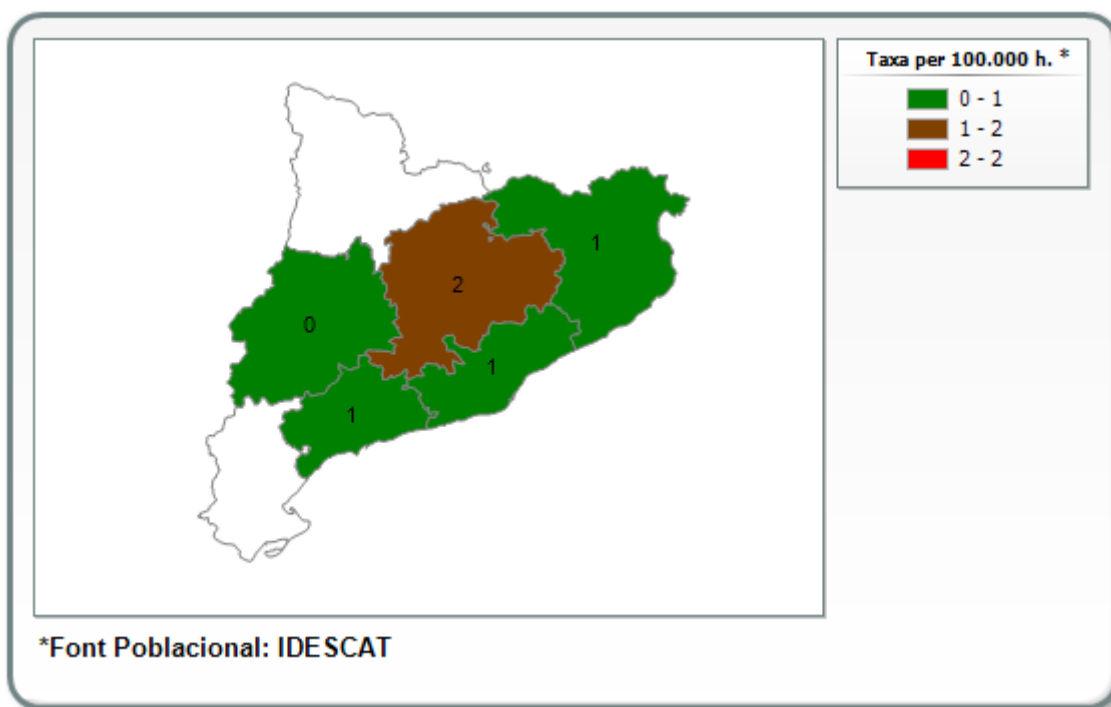 Taxa per 100.000 h. *
0 - 1
1 - 2
2 - 2
1
2
0
1
1
*Font Poblacional: IDESCAT